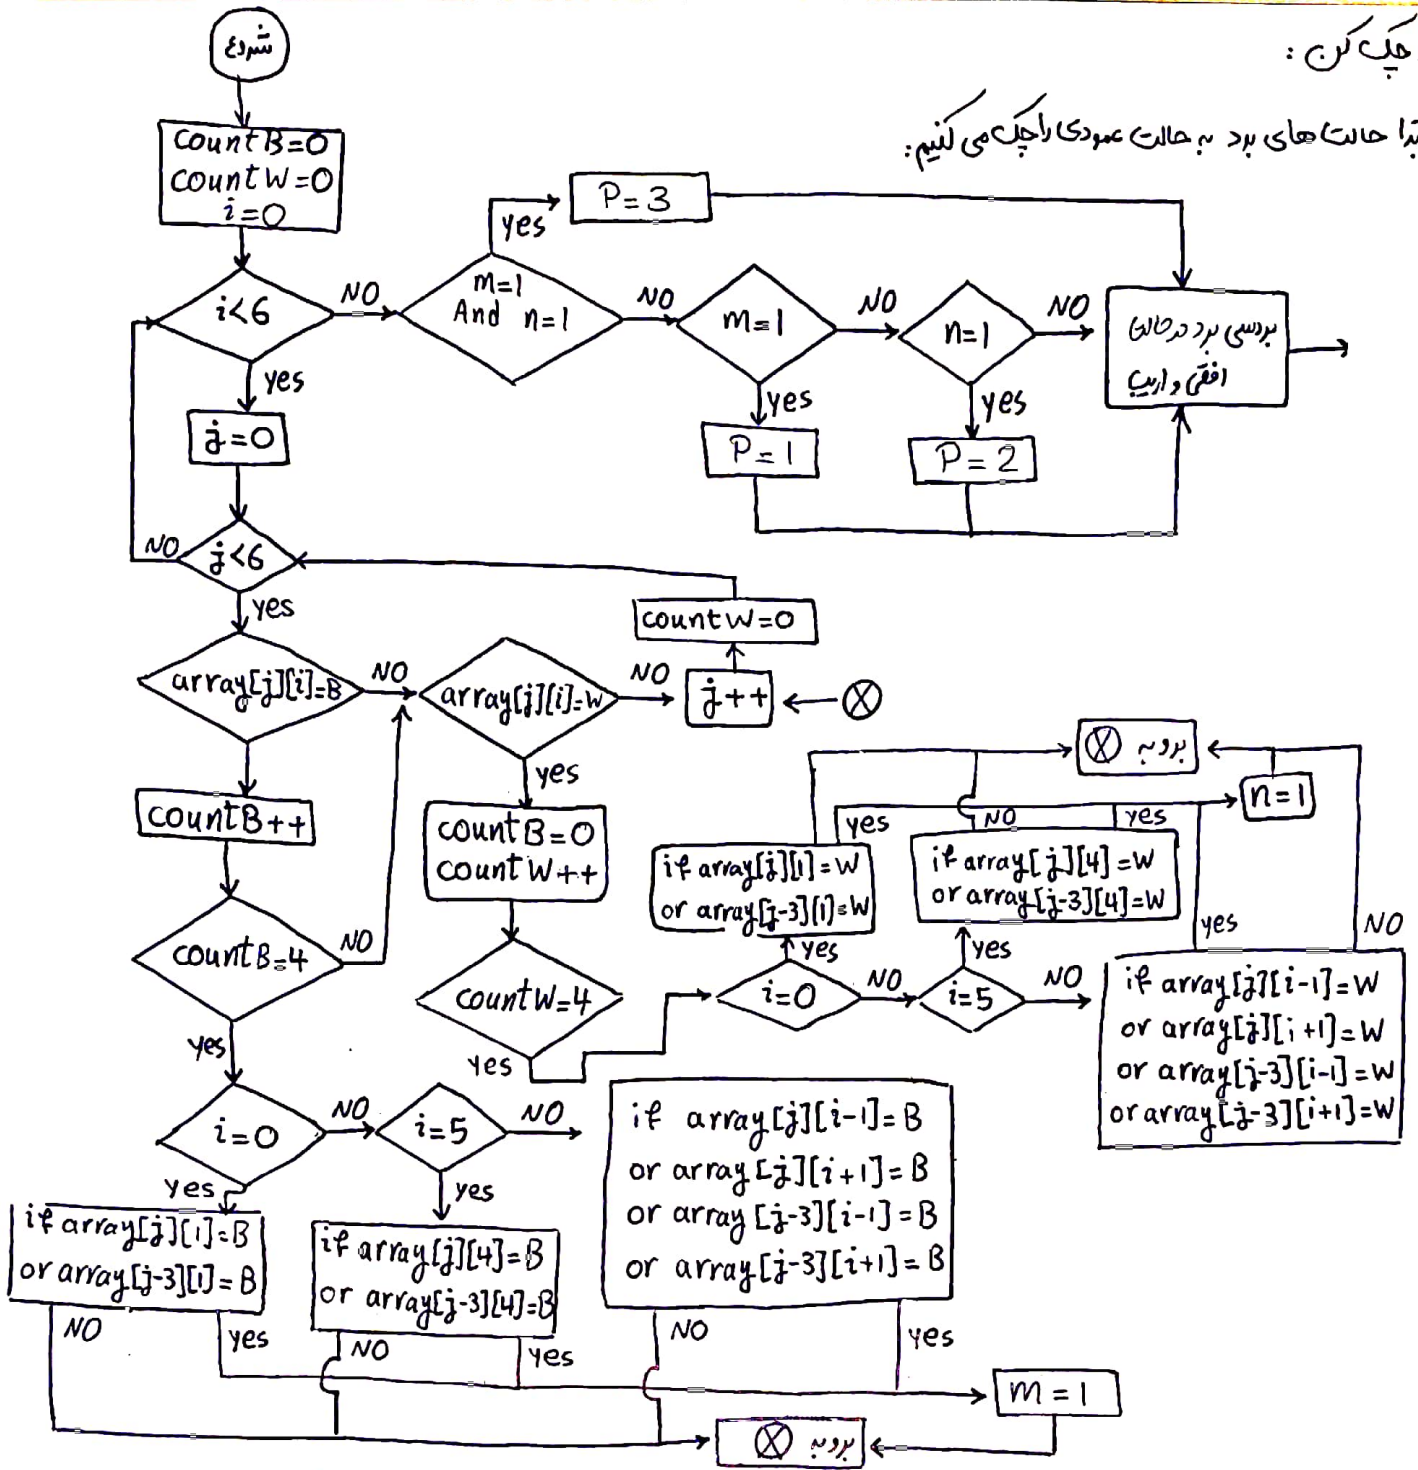 چک کن :
تدا حالت های برد به حالت عمودی را چک می کنیم:
شروع
countB=0
countW=0
i=0
i<6
NO
yes
m=1
And n=1
yes
P=3
NO
m=1
NO
yes
P=1
n=1
NO
yes
P=2
بررسی برد در حالت
افقی و اریب
j=0
j<6
NO
yes
array[j][i]=B
NO
array[j][i]=W
NO
j++
countW=0
yes
countB++
countB=0
countW++
countB=4
NO
yes
countW=4
yes
i=0
NO
yes
i=5
NO
yes
if array[j][1]=W
or array[j-3][1]=W
yes
if array[j][4]=W
or array[j-3][4]=W
NO
yes
if array[j][i-1]=W
or array[j][i+1]=W
or array[j-3][i-1]=W
or array[j-3][i+1]=W
yes
NO
n=1
برو به
i=0
NO
yes
i=5
NO
yes
if array[j][1]=B
or array[j-3][1]=B
NO
yes
if array[j][4]=B
or array[j-3][4]=B
NO
yes
if array[j][i-1]=B
or array[j][i+1]=B
or array[j-3][i-1]=B
or array[j-3][i+1]=B
NO
yes
m=1
برو به